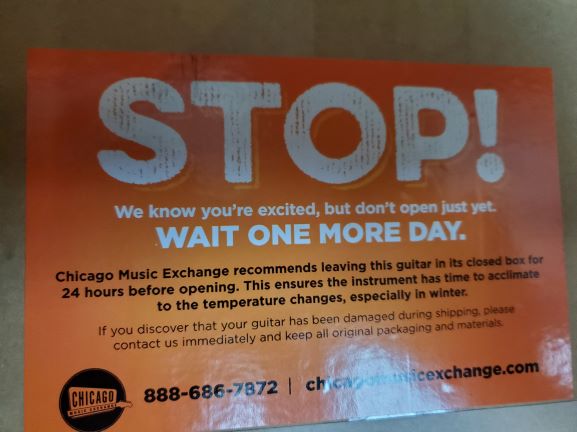 STOP!
We know you're excited, but don't open just yet.
WAIT ONE MORE DAY.
Chicago Music Exchange recommends leaving this guitar in its closed box for
24 hours before opening. This ensures the instrument has time to acclimate
to the temperature changes, especially in winter.
If you discover that your guitar has been damaged during shipping, please
contact us immediately and keep all original packaging and materials.
CHICAGO
MUSIC EXCHANGE
888-686-7872 | chicagomusicexchange.com